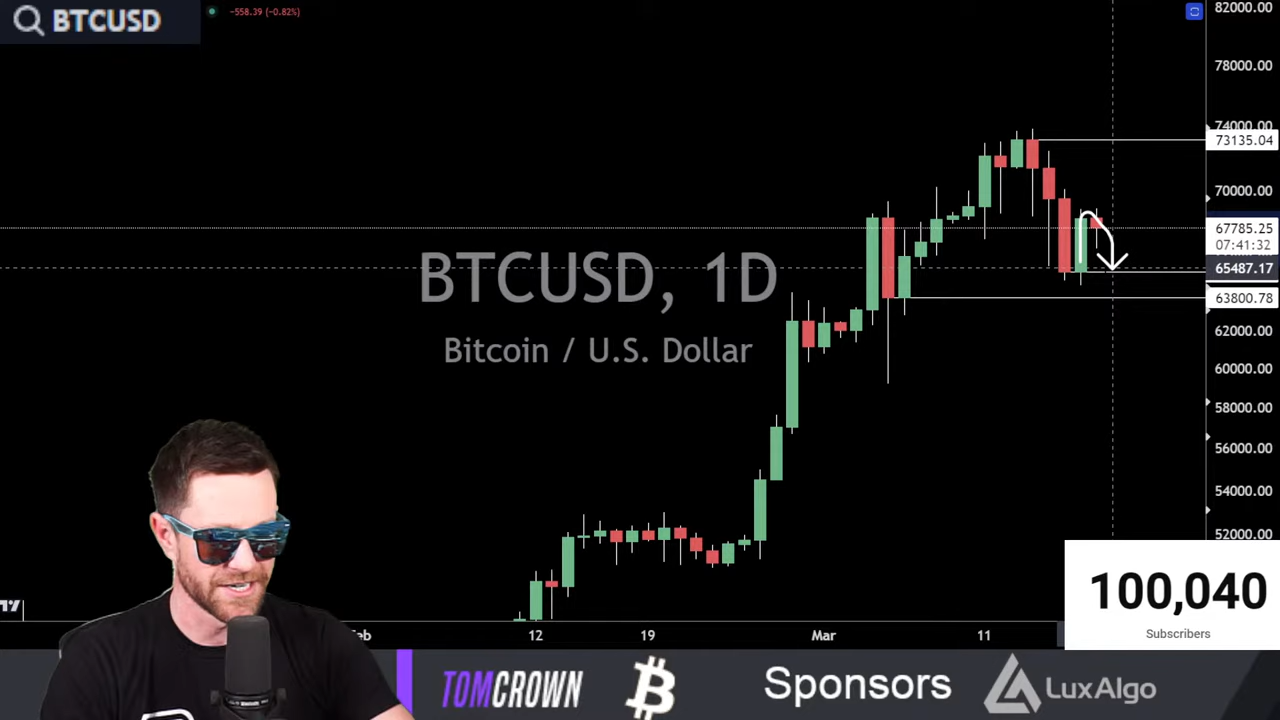 BTCUSD
−558.39 (−0.82%)
82000.00
78000.00
74000.00
73135.04
70000.00
67785.25
07:41:32
65487.17
63800.78
62000.00
60000.00
58000.00
56000.00
54000.00
52000.00
BTCUSD, 1D
Bitcoin / U.S. Dollar
12
19
Mar
11
100,040
Subscribers
TOMCROWN
Sponsors
LuxAlgo